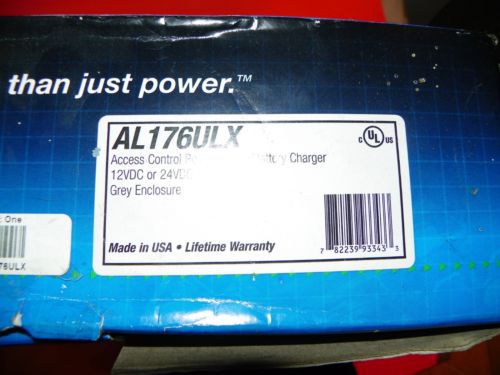 than just power.™
AL176ULX
Access Control Battery Charger
12VDC or 24VDC
Grey Enclosure
Made in USA • Lifetime Warranty
c UL US
7 82239 93343 3
One
76ULX